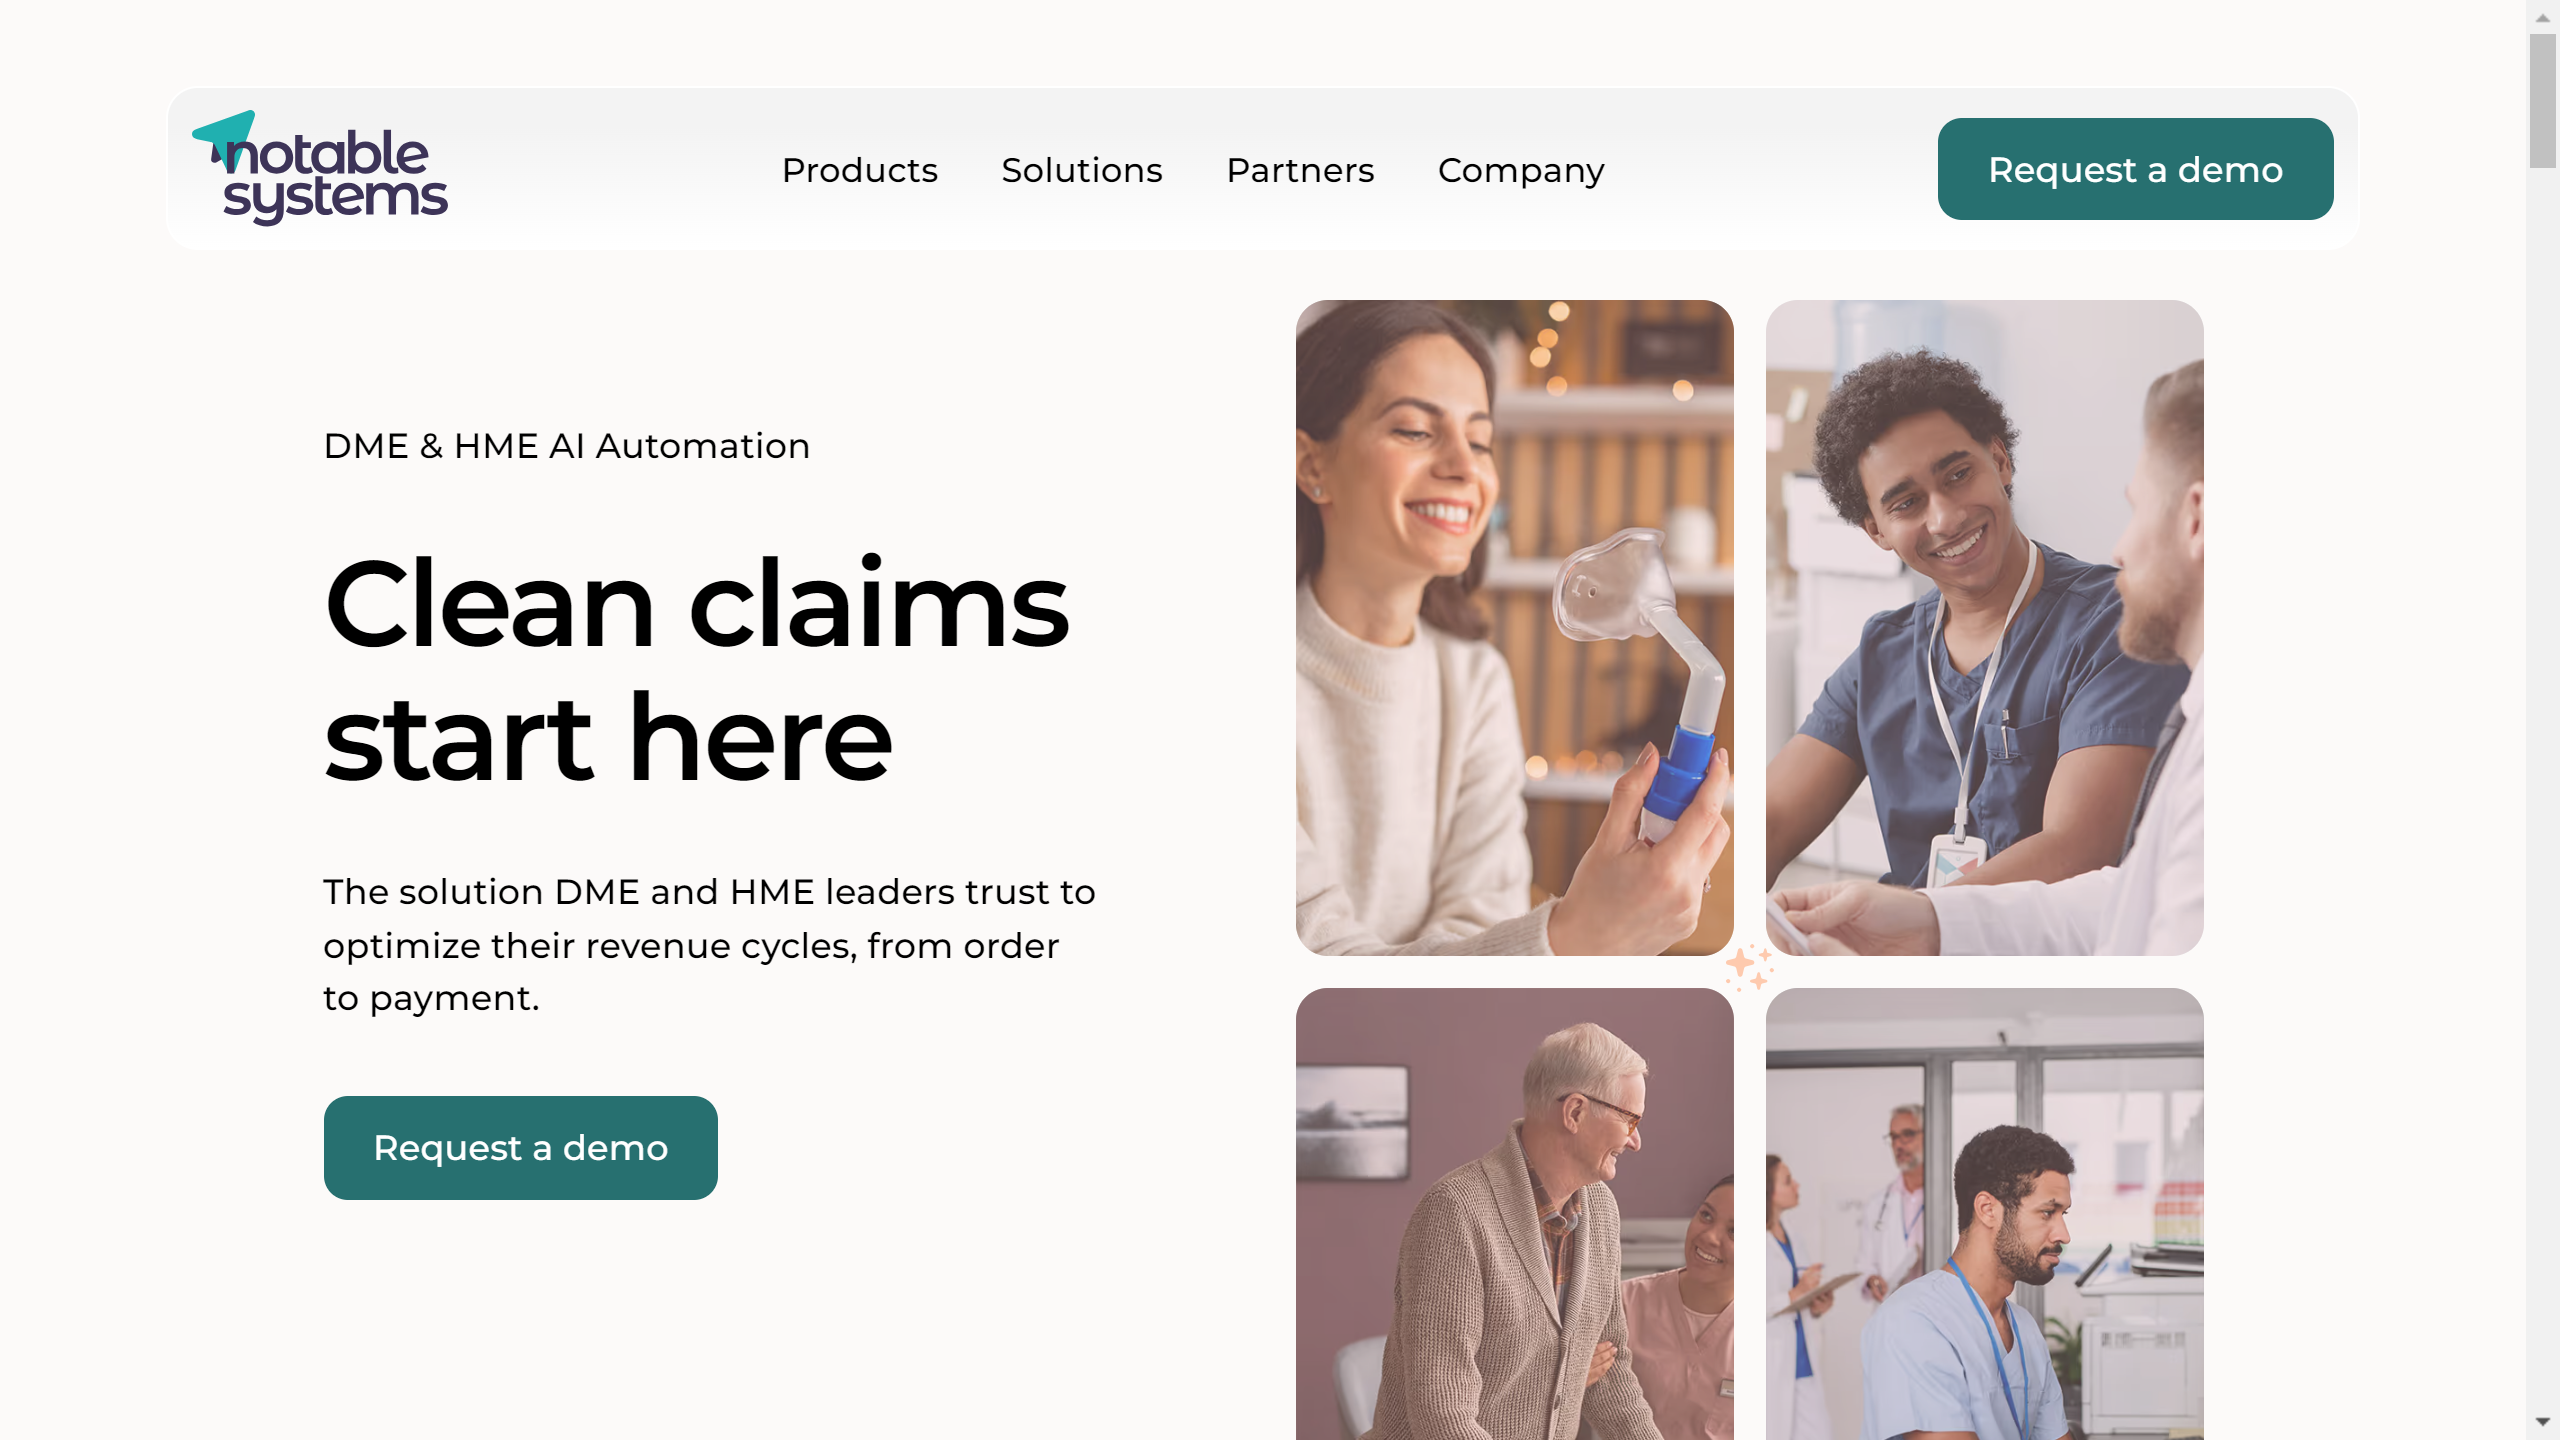 notable
systems
Products
Solutions
Partners
Company
Request a demo
DME & HME AI Automation
Clean claims
start here
The solution DME and HME leaders trust to
optimize their revenue cycles, from order
to payment.
Request a demo